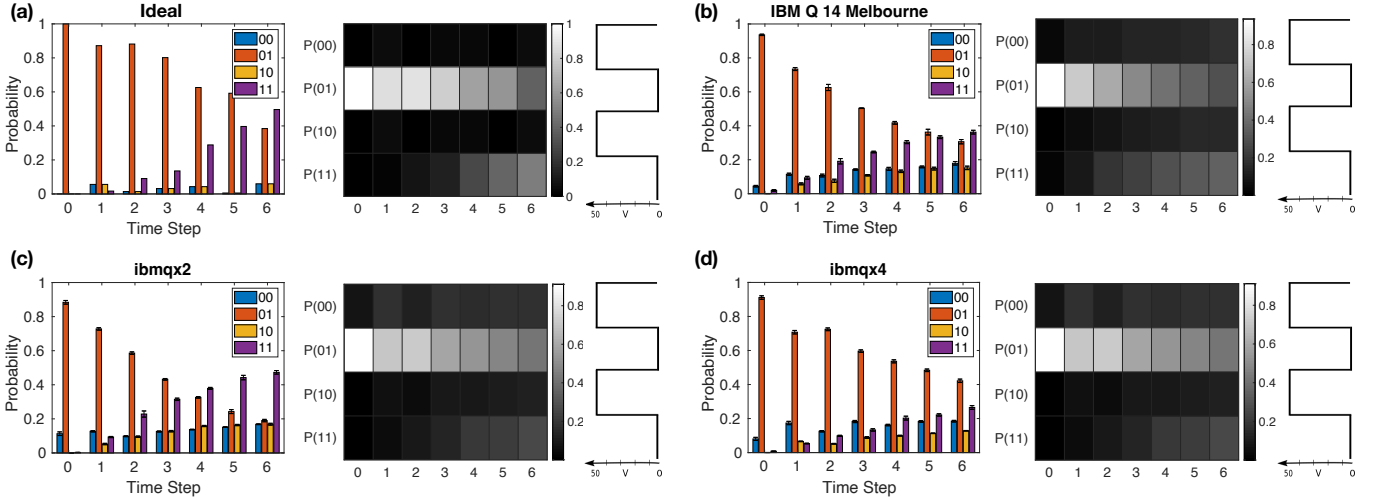 (a)
Ideal
Probability
1
0.8
0.6
0.4
0.2
0
00
01
10
11
0 1 2 3 4 5 6
Time Step
P(00)
P(01)
P(10)
P(11)
0 1 2 3 4 5 6
1
0.8
0.6
0.4
0.2
0
50 V 0
(b)
IBM Q 14 Melbourne
Probability
1
0.8
0.6
0.4
0.2
0
00
01
10
11
0 1 2 3 4 5 6
Time Step
P(00)
P(01)
P(10)
P(11)
0 1 2 3 4 5 6
0.8
0.6
0.4
0.2
50 V 0
(c)
ibmqx2
Probability
1
0.8
0.6
0.4
0.2
0
00
01
10
11
0 1 2 3 4 5 6
Time Step
P(00)
P(01)
P(10)
P(11)
0 1 2 3 4 5 6
0.8
0.6
0.4
0.2
50 V 0
(d)
ibmqx4
Probability
1
0.8
0.6
0.4
0.2
0
00
01
10
11
0 1 2 3 4 5 6
Time Step
P(00)
P(01)
P(10)
P(11)
0 1 2 3 4 5 6
0.8
0.6
0.4
0.2
50 V 0